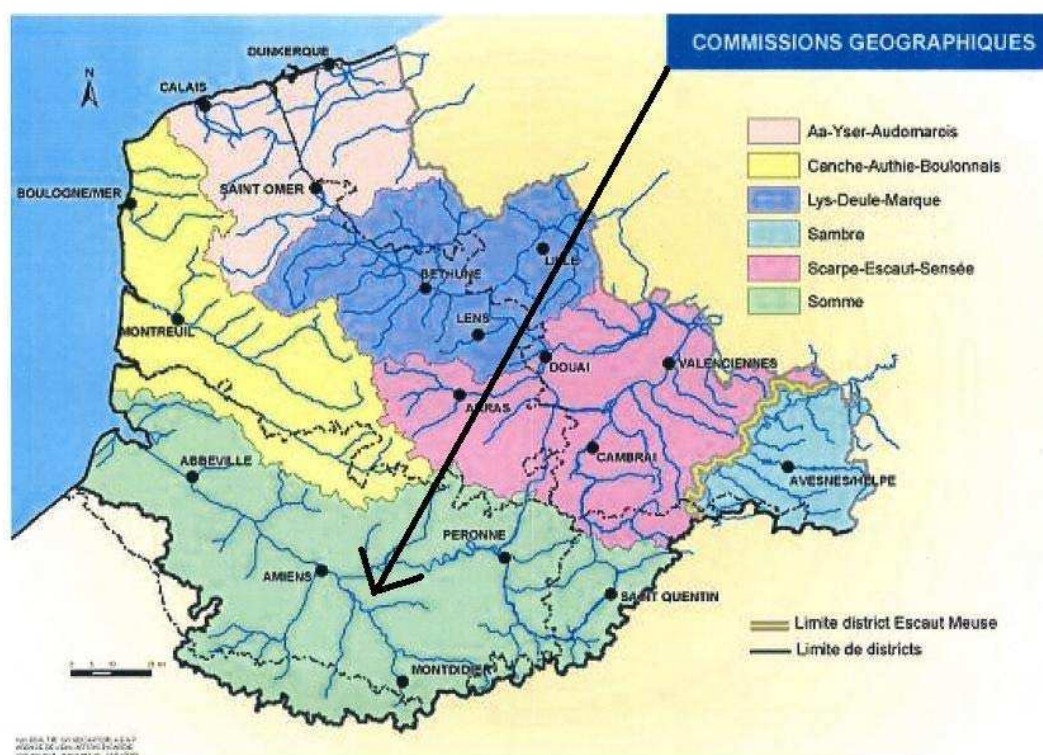 COMMISSIONS GEOGRAPHIQUES
DUNKERQUE
N
CALAIS
Aa-Yser-Audomarois
Canche-Authie-Boulonnais
BOULOGNE/MER
SAINT OMER
Lys-Deule-Marque
Sambre
LILLE
Scarpe-Escaut-Sensée
BETHUNE
Somme
LENS
MONTREUIL
DOUAI
VALENCIENNES
ARRAS
CAMBRAI
ABBEVILLE
AVESNES/HELPE
PERONNE
AMIENS
SAINT QUENTIN
Limite district Escaut Meuse
Limite de districts
MONTDIDIER